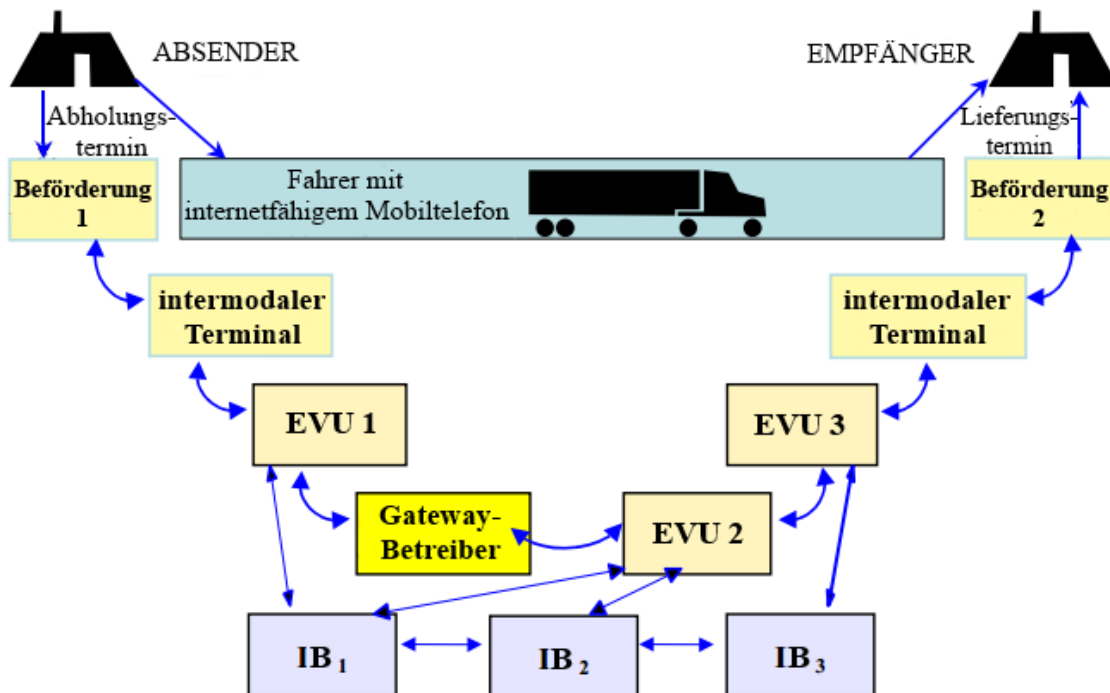 ABSENDER
EMPFÄNGER
Abholungs-
termin
Lieferungs-
termin
Beförderung
1
Fahrer mit
internetfähigem Mobiltelefon
Beförderung
2
intermodaler
Terminal
intermodaler
Terminal
EVU 1
EVU 3
Gateway-
Betreiber
EVU 2
IB 1
IB 2
IB 3